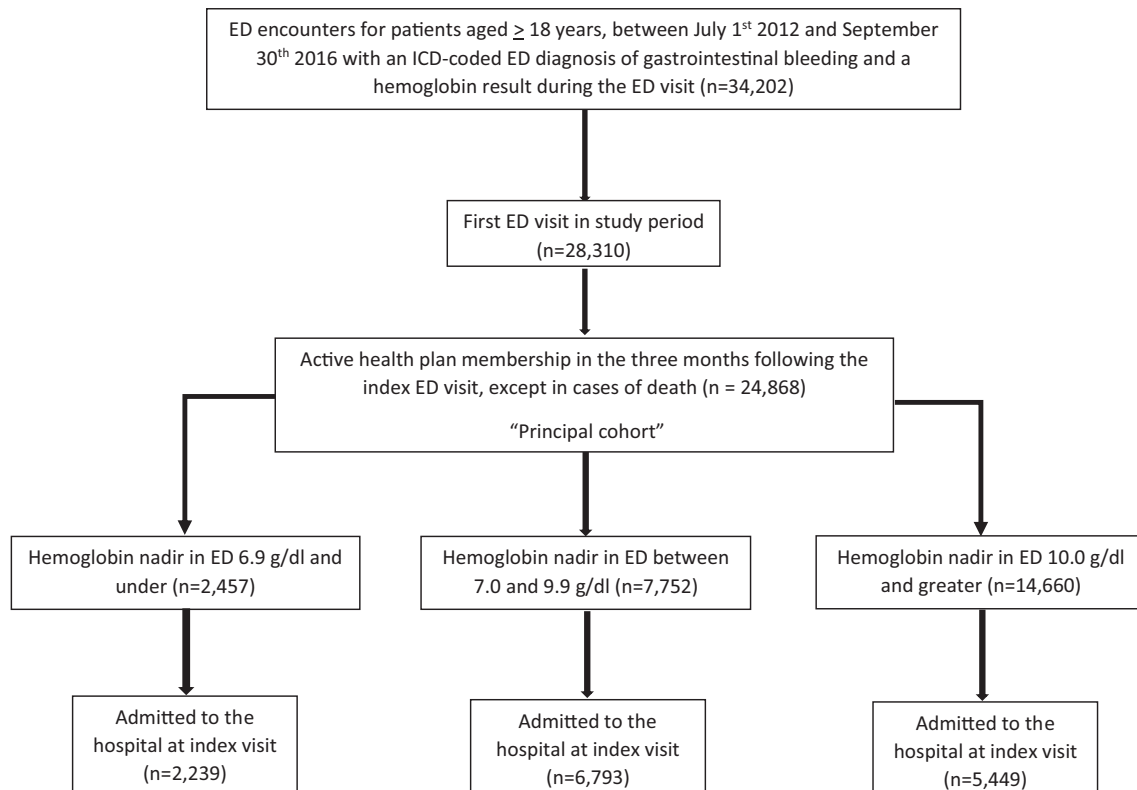 ED encounters for patients aged ≥ 18 years, between July 1st 2012 and September
30th 2016 with an ICD-coded ED diagnosis of gastrointestinal bleeding and a
hemoglobin result during the ED visit (n=34,202)
First ED visit in study period
(n=28,310)
Active health plan membership in the three months following the
index ED visit, except in cases of death (n = 24,868)
“Principal cohort”
Hemoglobin nadir in ED 6.9 g/dl and
under (n=2,457)
Hemoglobin nadir in ED between
7.0 and 9.9 g/dl (n=7,752)
Hemoglobin nadir in ED 10.0 g/dl
and greater (n=14,660)
Admitted to the
hospital at index visit
(n=2,239)
Admitted to the
hospital at index visit
(n=6,793)
Admitted to the
hospital at index visit
(n=5,449)